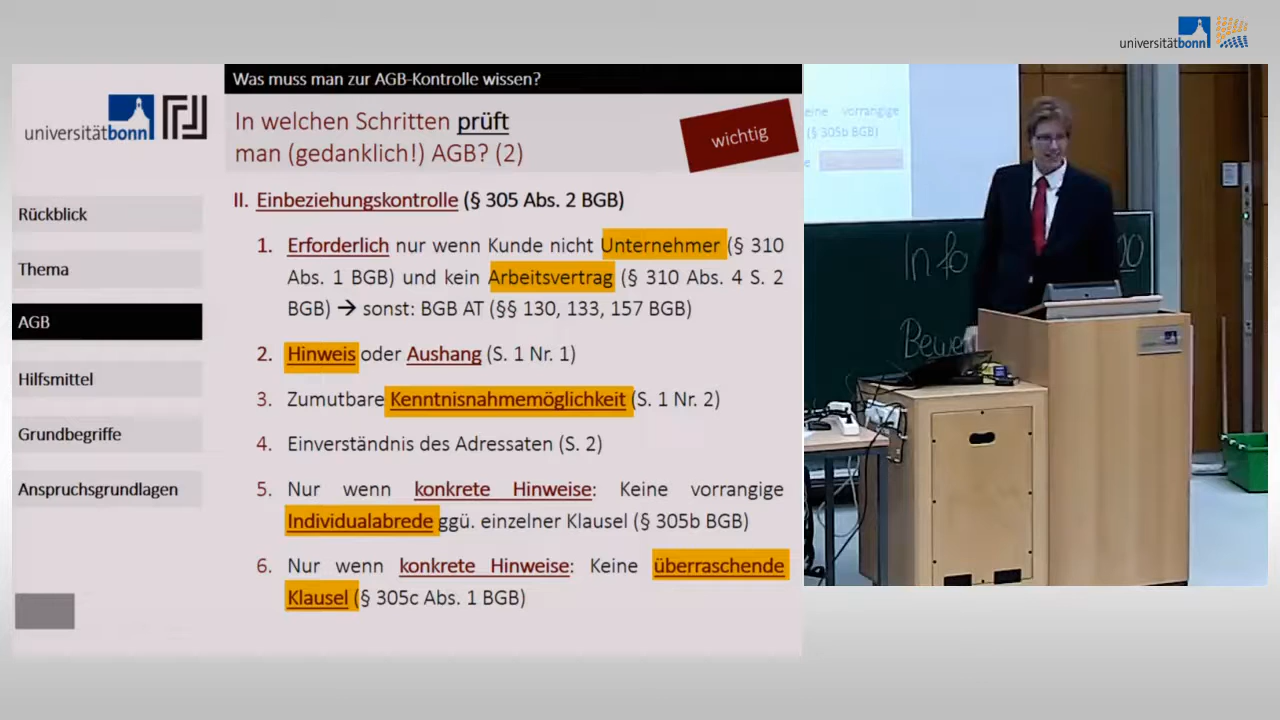 universitätbonn
Was muss man zur AGB-Kontrolle wissen?
universitätbonn
In welchen Schritten prüft
man (gedanklich!) AGB? (2)
wichtig
Rückblick
Thema
AGB
Hilfsmittel
Grundbegriffe
Anspruchsgrundlagen
II. Einbeziehungskontrolle (§ 305 Abs. 2 BGB)
1. Erforderlich nur wenn Kunde nicht Unternehmer (§ 310
Abs. 1 BGB) und kein Arbeitsvertrag (§ 310 Abs. 4 S. 2
BGB) → sonst: BGB AT (§§ 130, 133, 157 BGB)
2. Hinweis oder Aushang (S. 1 Nr. 1)
3. Zumutbare Kenntnisnahmemöglichkeit (S. 1 Nr. 2)
4. Einverständnis des Adressaten (S. 2)
5. Nur wenn konkrete Hinweise: Keine vorrangige
Individualabrede ggü. einzelner Klausel (§ 305b BGB)
6. Nur wenn konkrete Hinweise: Keine überraschende
Klausel (§ 305c Abs. 1 BGB)
eine vorrangige
(§ 305b BGB)
Info